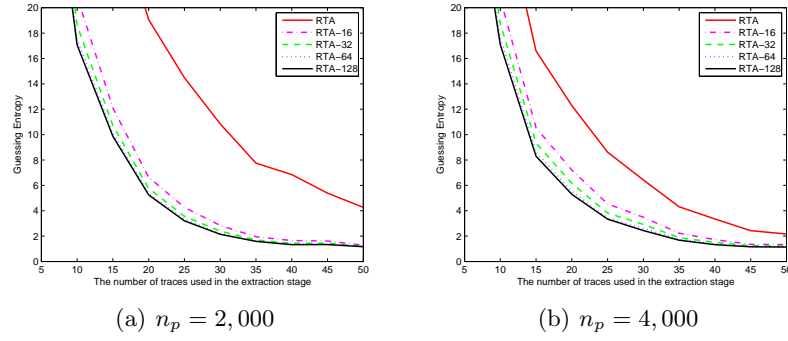 20
18
16
14
12
10
8
6
4
2
0
Guessing Entropy
5 10 15 20 25 30 35 40 45 50
The number of traces used in the extraction stage
RTA
RTA−16
RTA−32
RTA−64
RTA−128
(a) n_p = 2,000
20
18
16
14
12
10
8
6
4
2
0
Guessing Entropy
5 10 15 20 25 30 35 40 45 50
The number of traces used in the extraction stage
RTA
RTA−16
RTA−32
RTA−64
RTA−128
(b) n_p = 4,000